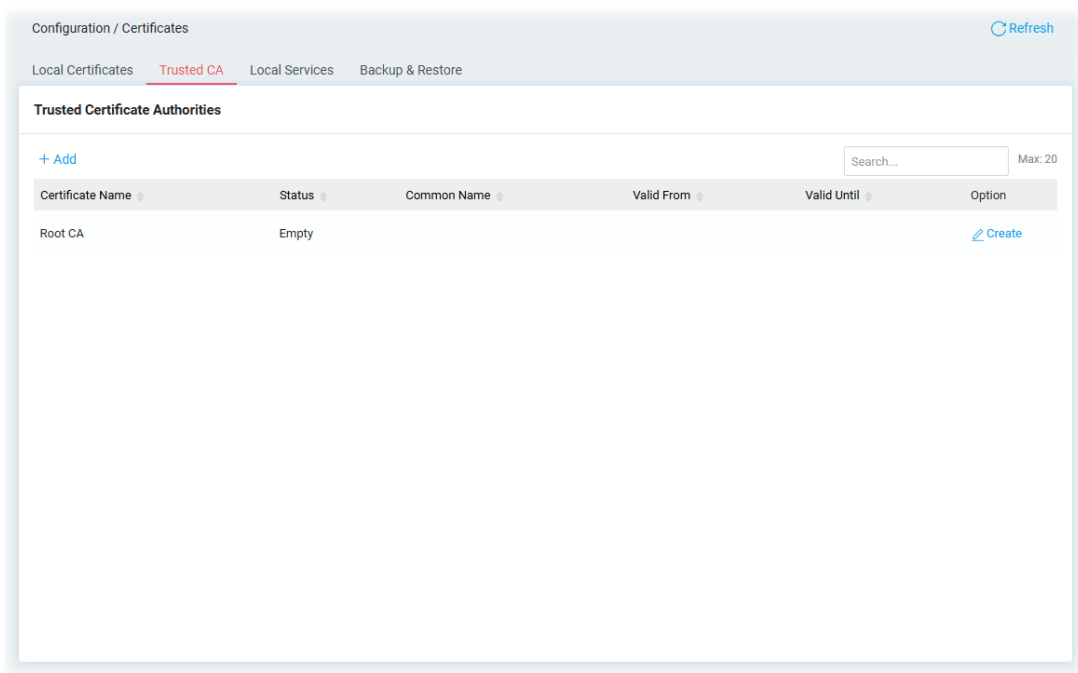 Configuration / Certificates
Refresh
Local Certificates Trusted CA Local Services Backup & Restore
Trusted Certificate Authorities
+ Add
Search...
Max: 20
Certificate Name Status Common Name Valid From Valid Until Option
Root CA Empty Create